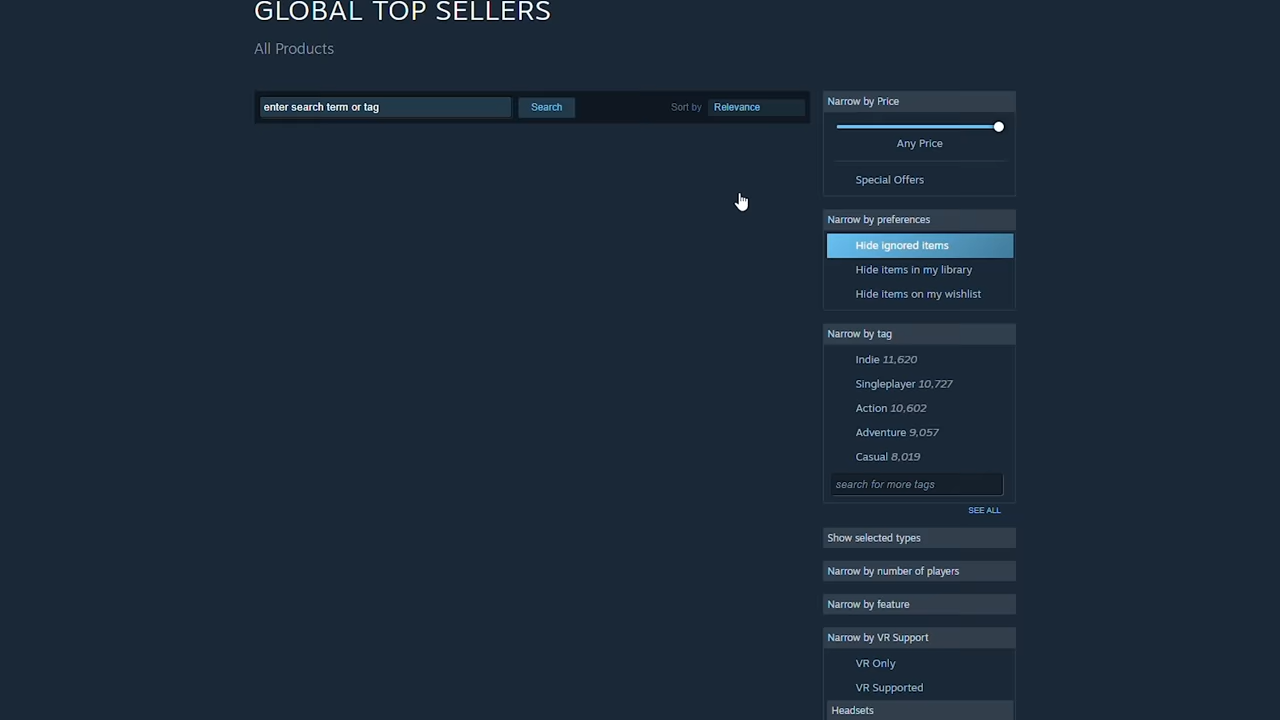 GLOBAL TOP SELLERS
All Products
enter search term or tag
Search
Sort by
Relevance
Narrow by Price
Any Price
Special Offers
Narrow by preferences
Hide ignored items
Hide items in my library
Hide items on my wishlist
Narrow by tag
Indie 11,620
Singleplayer 10,727
Action 10,602
Adventure 9,057
Casual 8,019
search for more tags
SEE ALL
Show selected types
Narrow by number of players
Narrow by feature
Narrow by VR Support
VR Only
VR Supported
Headsets